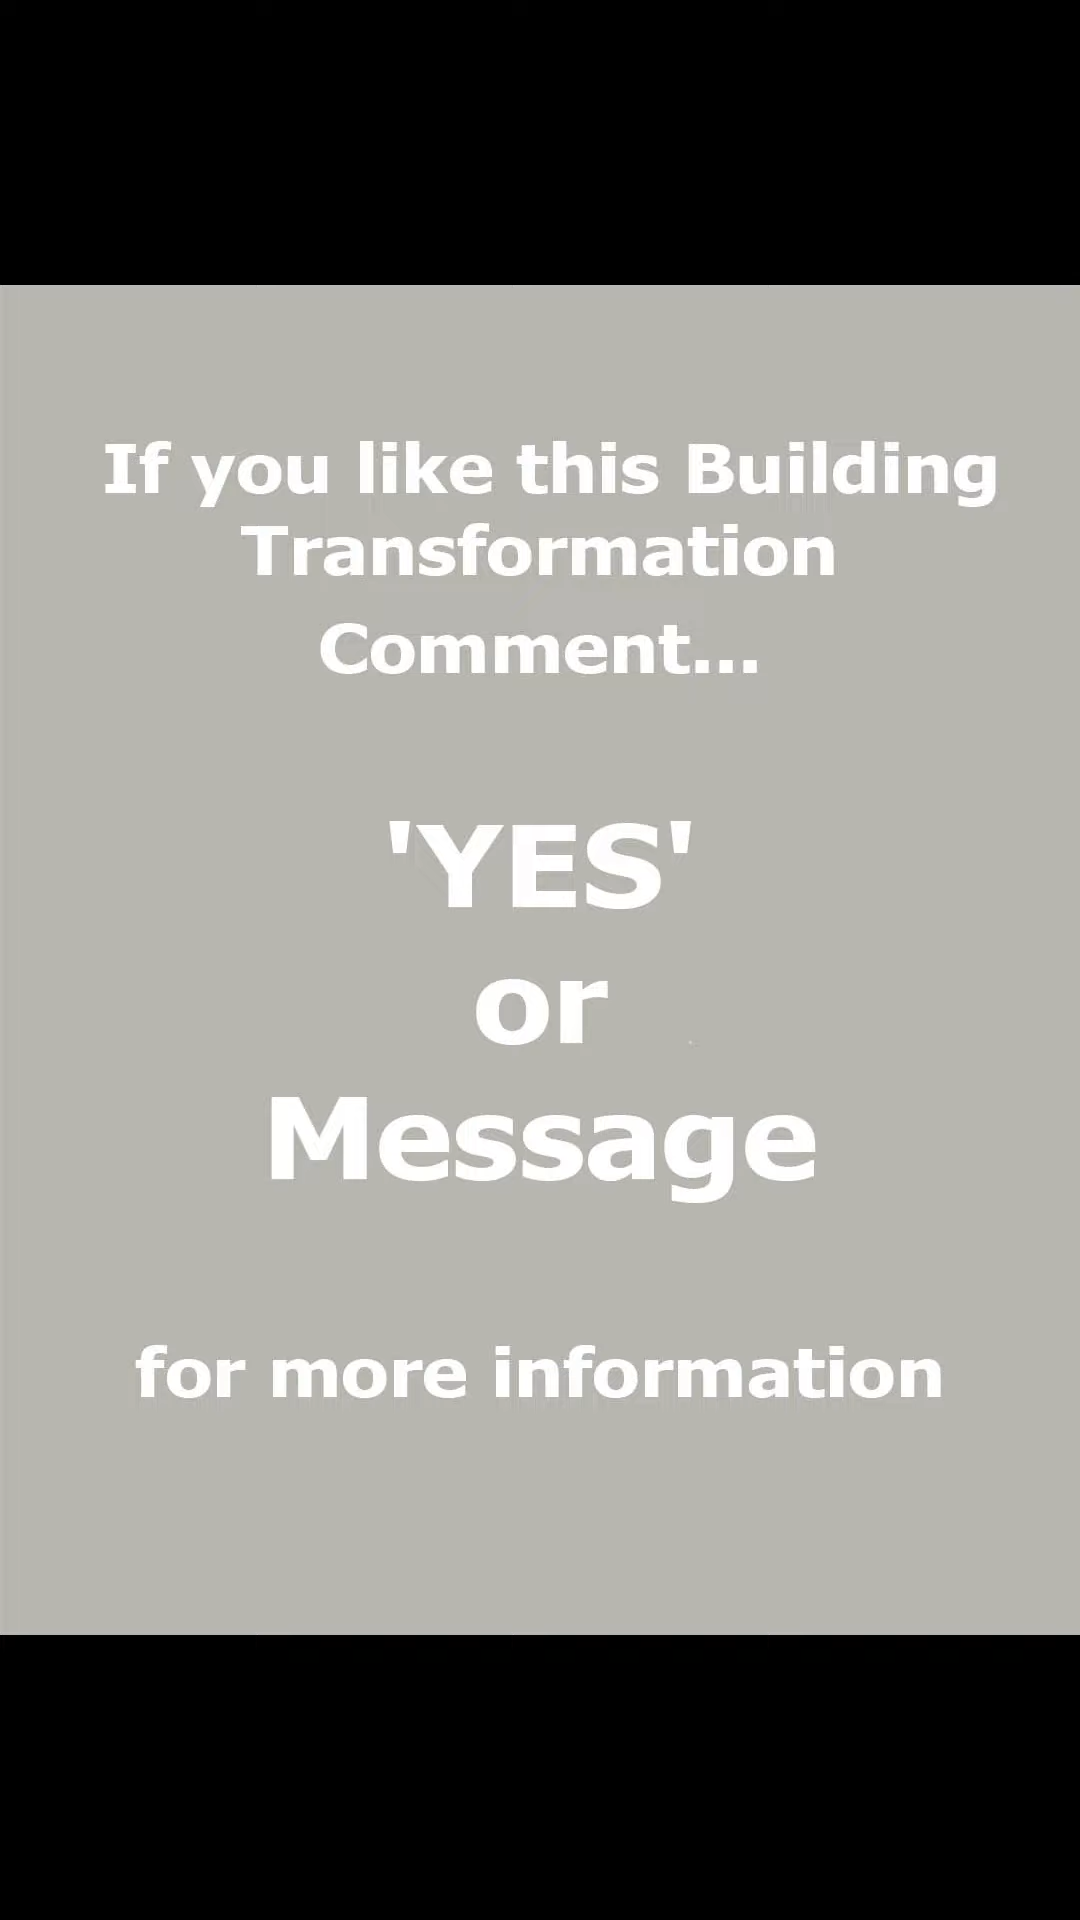 If you like this Building
Transformation
Comment...
'YES'
or
Message
for more information